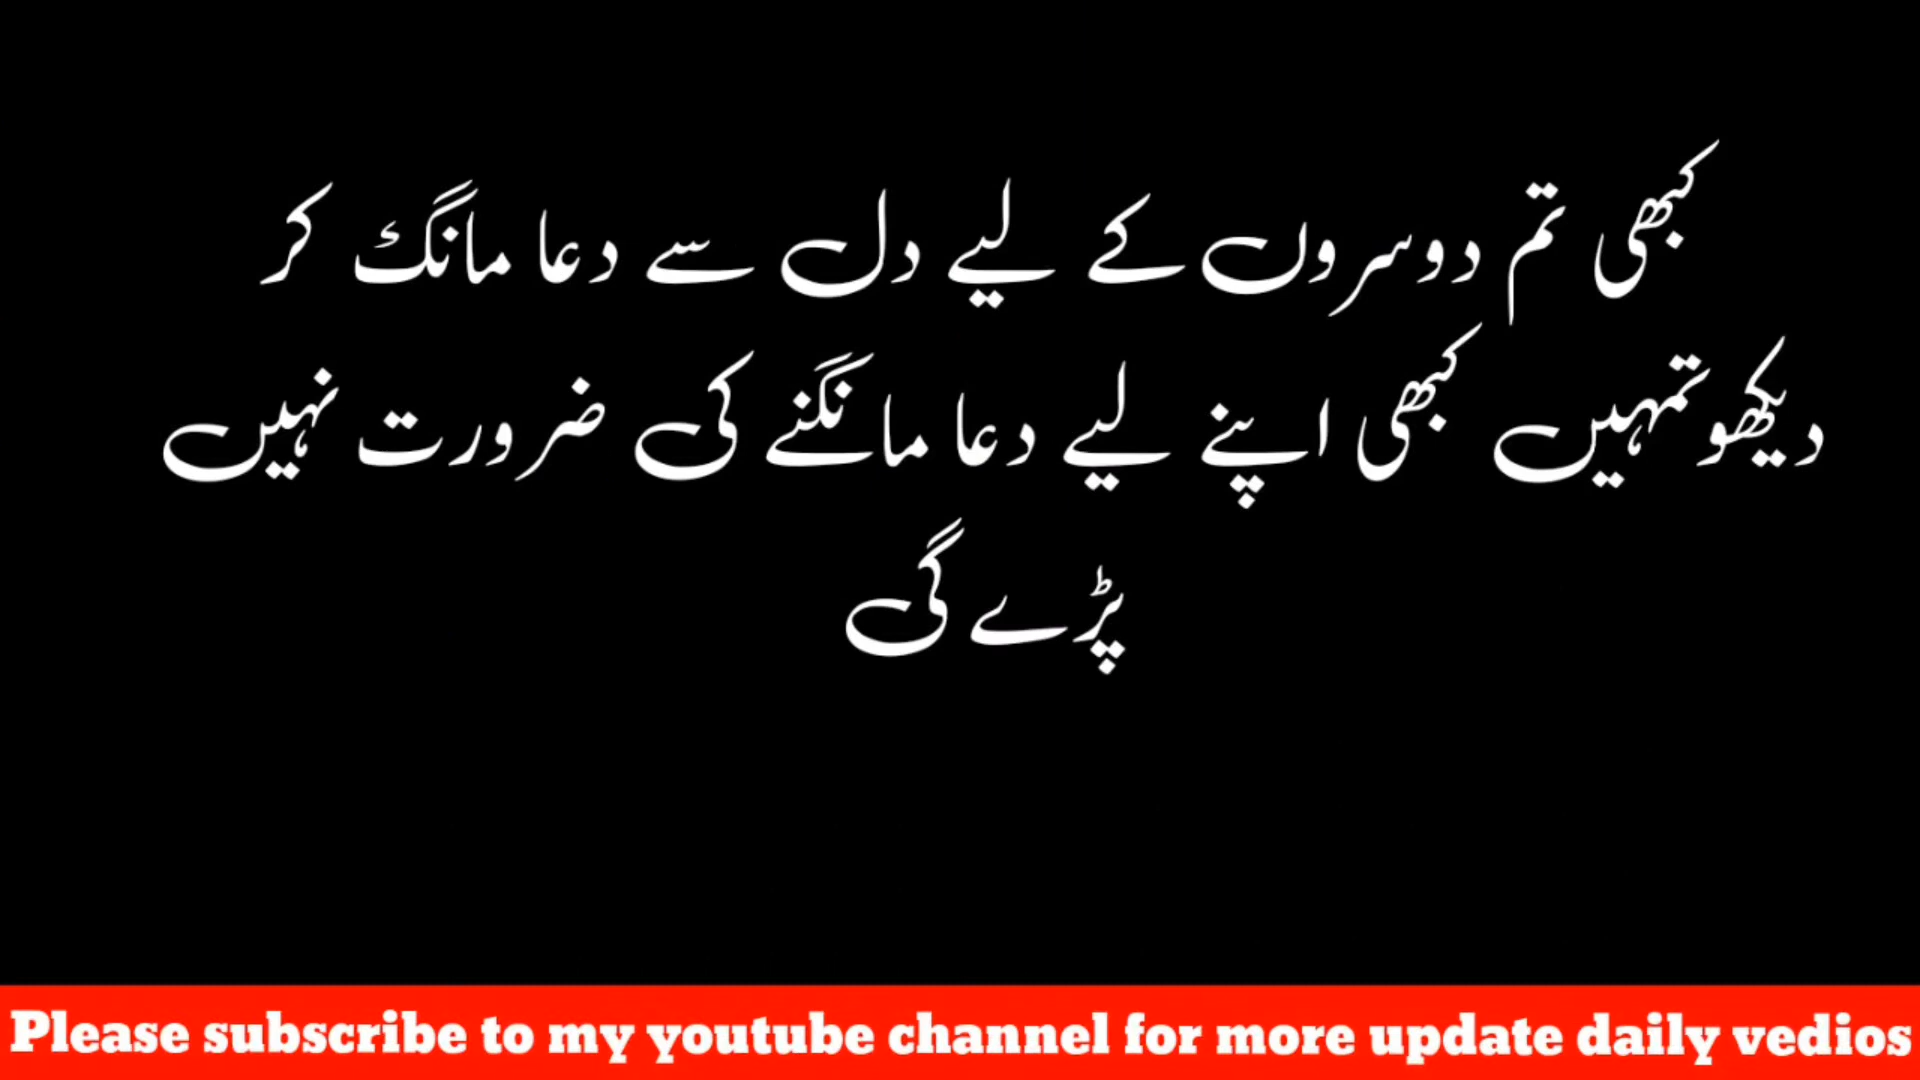 کبھی تم دوسروں کے لیے دل سے دعا مانگ کر
دیکھو تمہیں کبھی اپنے لیے دعا مانگنے کی ضرورت نہیں
پڑے گی
Please subscribe to my youtube channel for more update daily vedios